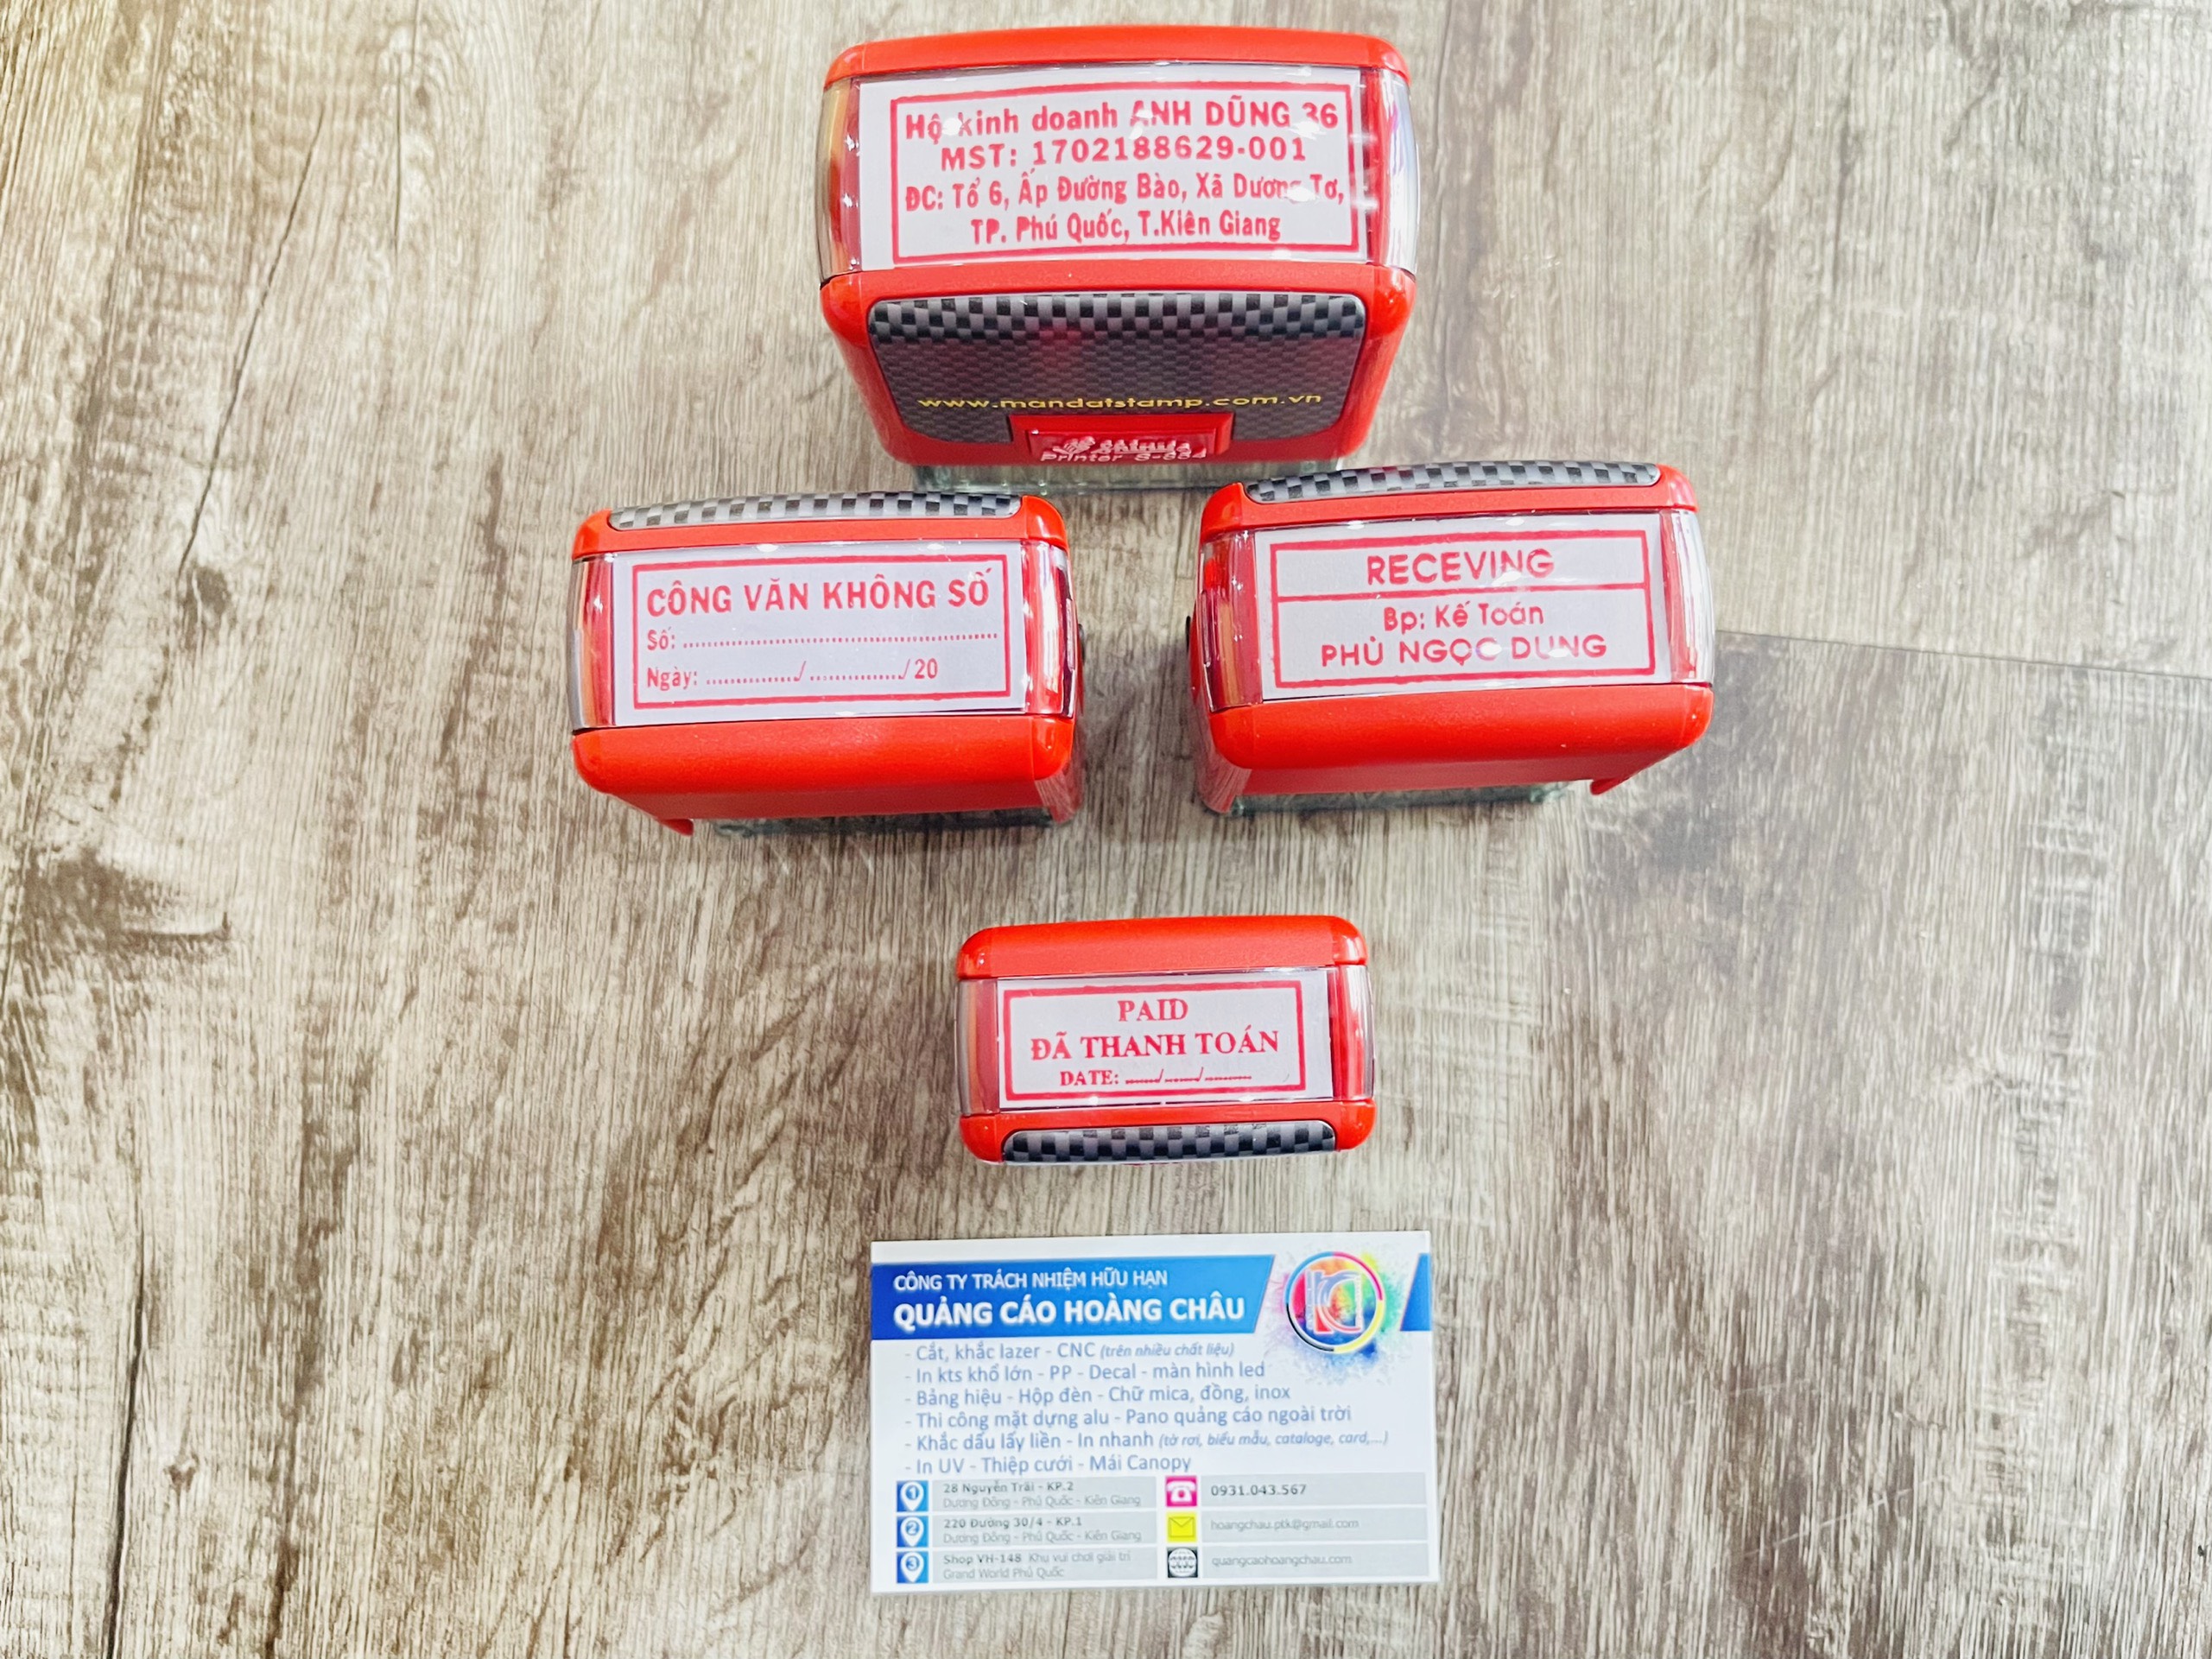 Hộ kinh doanh ANH DŨNG 36
MST: 1702188629-001
ĐC: Tổ 6, Ấp Đường Bào, Xã Dương Tơ,
TP. Phú Quốc, T.Kiên Giang
www.mandatstamp.com.vn
Shiny
Printer S-854
CÔNG VĂN KHÔNG SỐ
Số: ............................................................
Ngày: ................/ ................./ 20
RECEVING
Bp: Kế Toán
PHÙ NGỌC DUNG
PAID
ĐÃ THANH TOÁN
DATE: ......./......./.........
CÔNG TY TRÁCH NHIỆM HỮU HẠN
QUẢNG CÁO HOÀNG CHÂU
- Cắt, khắc lazer - CNC (trên nhiều chất liệu)
- In kts khổ lớn - PP - Decal - màn hình led
- Bảng hiệu - Hộp đèn - Chữ mica, đồng, inox
- Thi công mặt dựng alu - Pano quảng cáo ngoài trời
- Khắc dấu lấy liền - In nhanh (tờ rơi, biểu mẫu, cataloge, card,...)
- In UV - Thiệp cưới - Mái Canopy
1 28 Nguyễn Trãi - KP.2
Dương Đông - Phú Quốc - Kiên Giang
2 220 Đường 30/4 - KP.1
Dương Đông - Phú Quốc - Kiên Giang
3 Shop VH-148 Khu vui chơi giải trí
Grand World Phú Quốc
0931.043.567
hoangchau.ptk@gmail.com
quangcaohoangchau.com